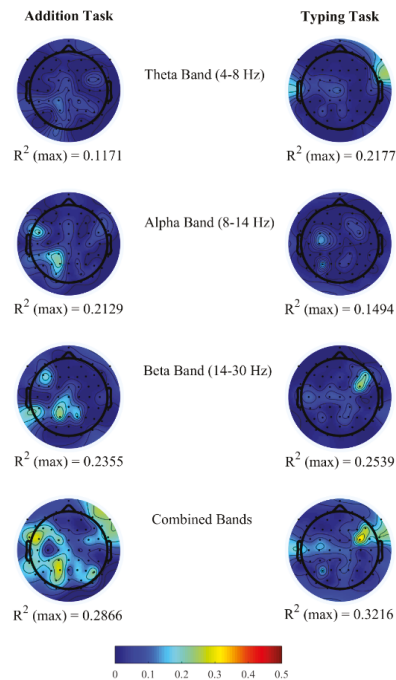 Addition Task Typing Task
Theta Band (4-8 Hz)
R² (max) = 0.1171 R² (max) = 0.2177
Alpha Band (8-14 Hz)
R² (max) = 0.2129 R² (max) = 0.1494
Beta Band (14-30 Hz)
R² (max) = 0.2355 R² (max) = 0.2539
Combined Bands
R² (max) = 0.2866 R² (max) = 0.3216
0 0.1 0.2 0.3 0.4 0.5